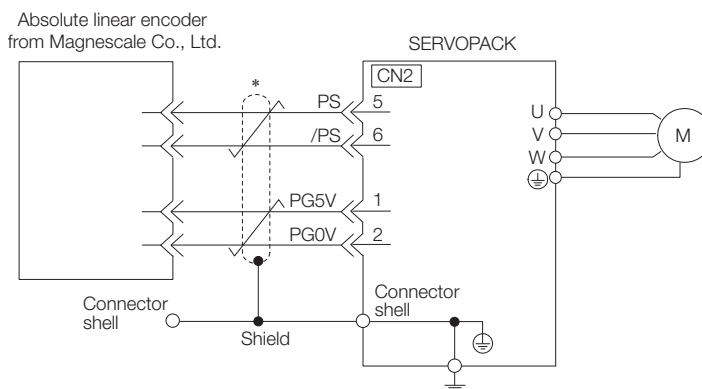 Absolute linear encoder
from Magnescale Co., Ltd.
SERVOPACK
*
CN2
PS 5
/PS 6
PG5V 1
PG0V 2
U
V
W
M
Connector
shell
Shield
Connector
shell